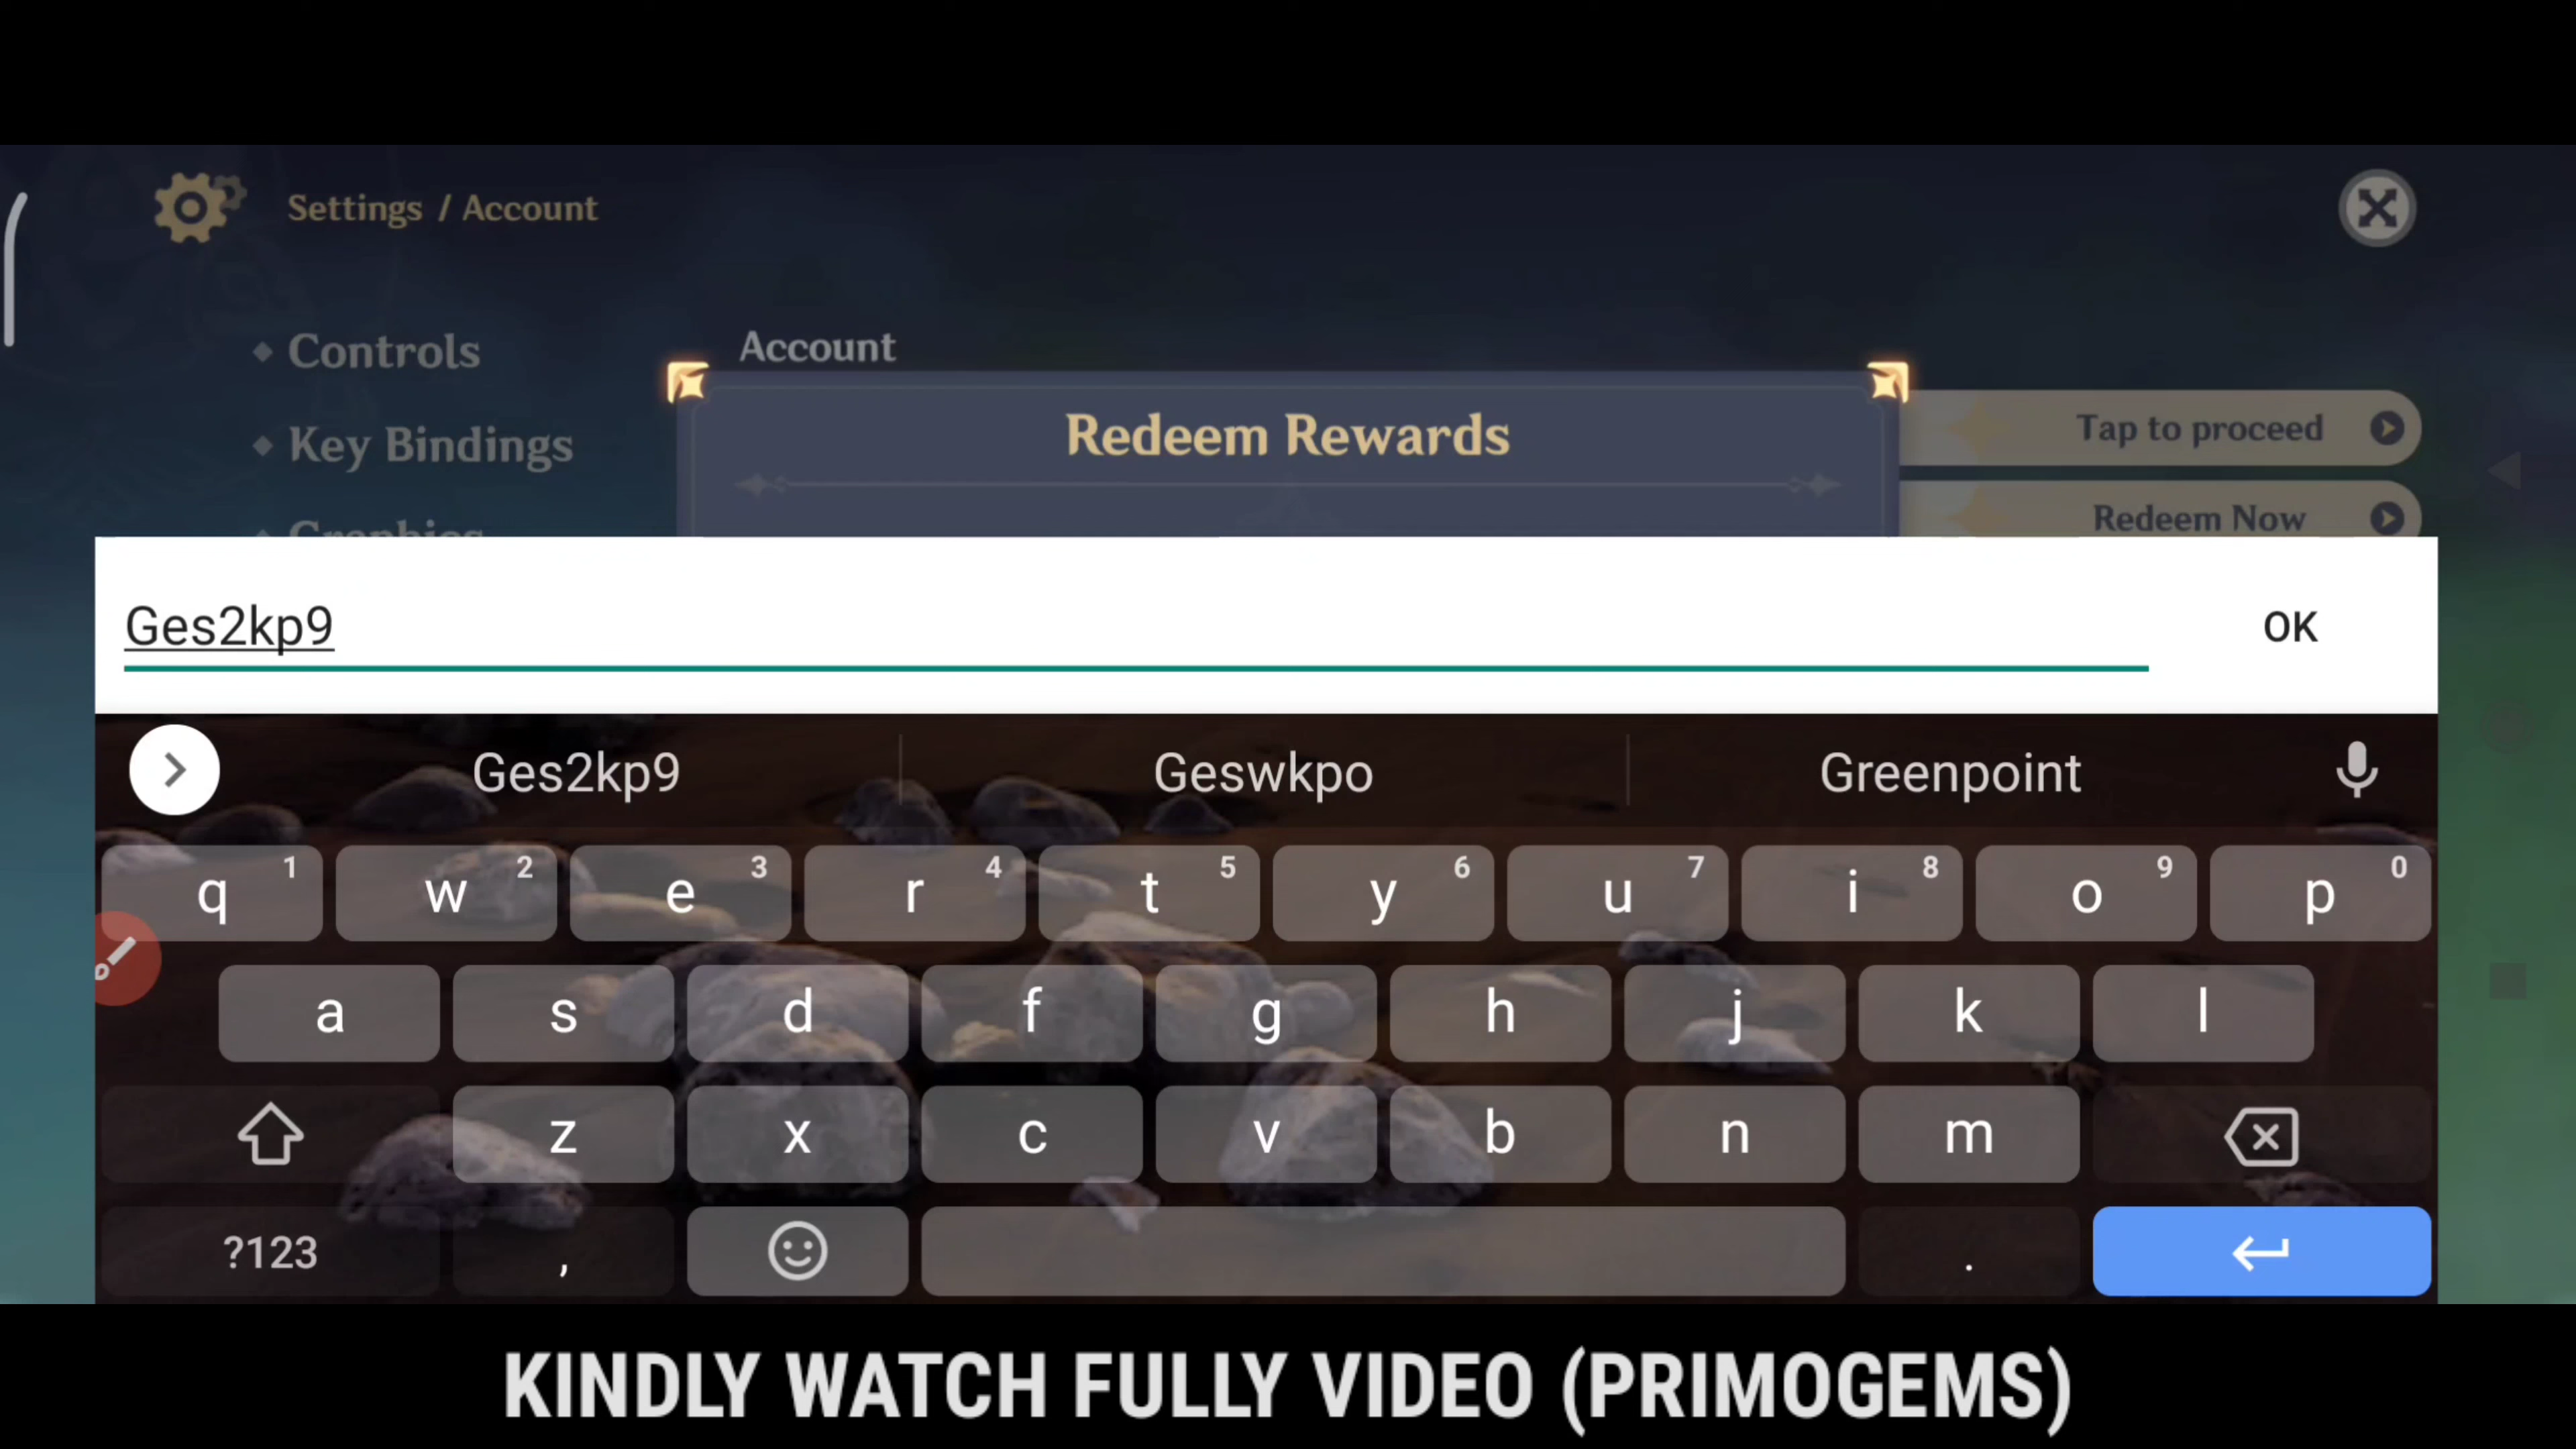 Settings / Account
Controls
Account
Key Bindings
Redeem Rewards
Tap to proceed
Graphics
Redeem Now
Ges2kp9
OK
Ges2kp9 Geswkpo Greenpoint
q 1 w 2 e 3 r 4 t 5 y 6 u 7 i 8 o 9 p 0
a s d f g h j k l
z x c v b n m
?123 , .
KINDLY WATCH FULLY VIDEO (PRIMOGEMS)